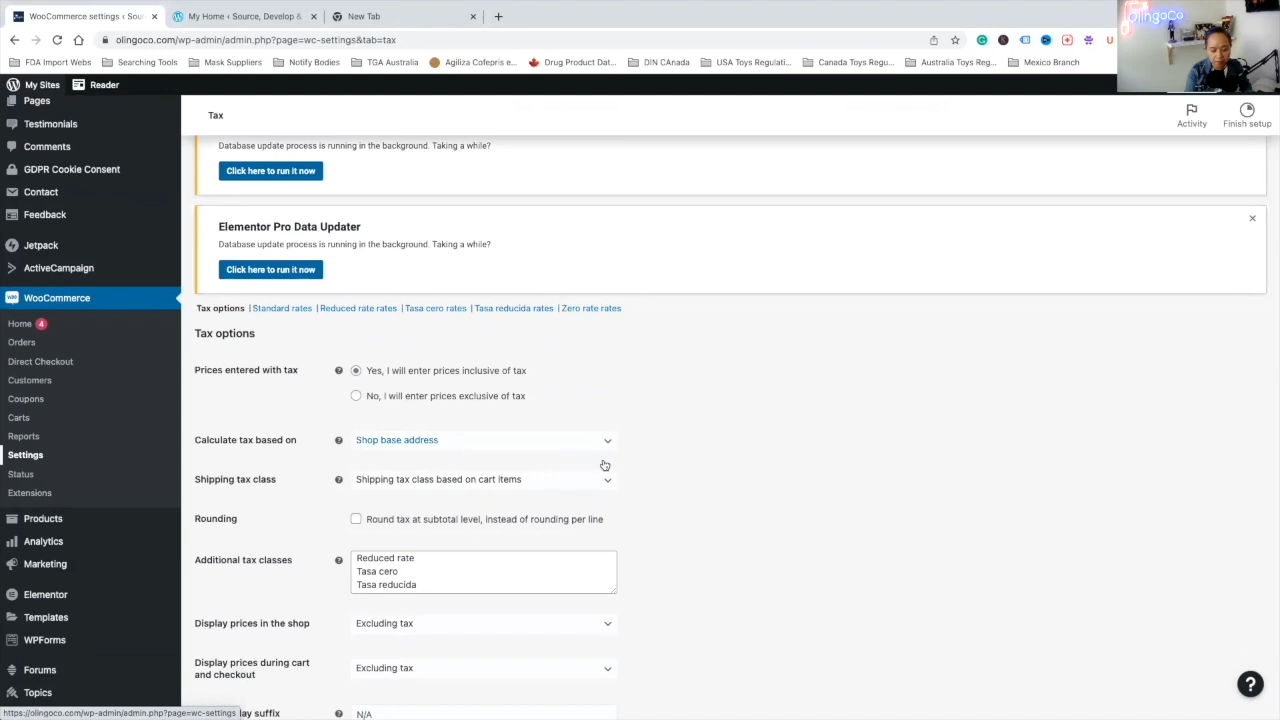 WooCommerce settings ‹ Sou
My Home ‹ Source, Develop &
New Tab
olingoco.com/wp-admin/admin.php?page=wc-settings&tab=tax
FDA Import Webs
Searching Tools
Mask Suppliers
Notify Bodies
TGA Australia
Agiliza Cofepris e...
Drug Product Dat...
DIN CAnada
USA Toys Regulati...
Canada Toys Regu...
Australia Toys Reg...
Mexico Branch
OlingoCo
My Sites
Reader
Pages
Testimonials
Comments
GDPR Cookie Consent
Contact
Feedback
Jetpack
ActiveCampaign
WooCommerce
Home 4
Orders
Direct Checkout
Customers
Coupons
Carts
Reports
Settings
Status
Extensions
Products
Analytics
Marketing
Elementor
Templates
WPForms
Forums
Topics
https://olingoco.com/wp-admin/admin.php?page=wc-settings
Tax
Activity
Finish setup
Database update process is running in the background. Taking a while?
Click here to run it now
Elementor Pro Data Updater
Database update process is running in the background. Taking a while?
Click here to run it now
Tax options | Standard rates | Reduced rate rates | Tasa cero rates | Tasa reducida rates | Zero rate rates
Tax options
Prices entered with tax
Yes, I will enter prices inclusive of tax
No, I will enter prices exclusive of tax
Calculate tax based on
Shop base address
Shipping tax class
Shipping tax class based on cart items
Rounding
Round tax at subtotal level, instead of rounding per line
Additional tax classes
Reduced rate
Tasa cero
Tasa reducida
Display prices in the shop
Excluding tax
Display prices during cart
and checkout
Excluding tax
lay suffix
N/A